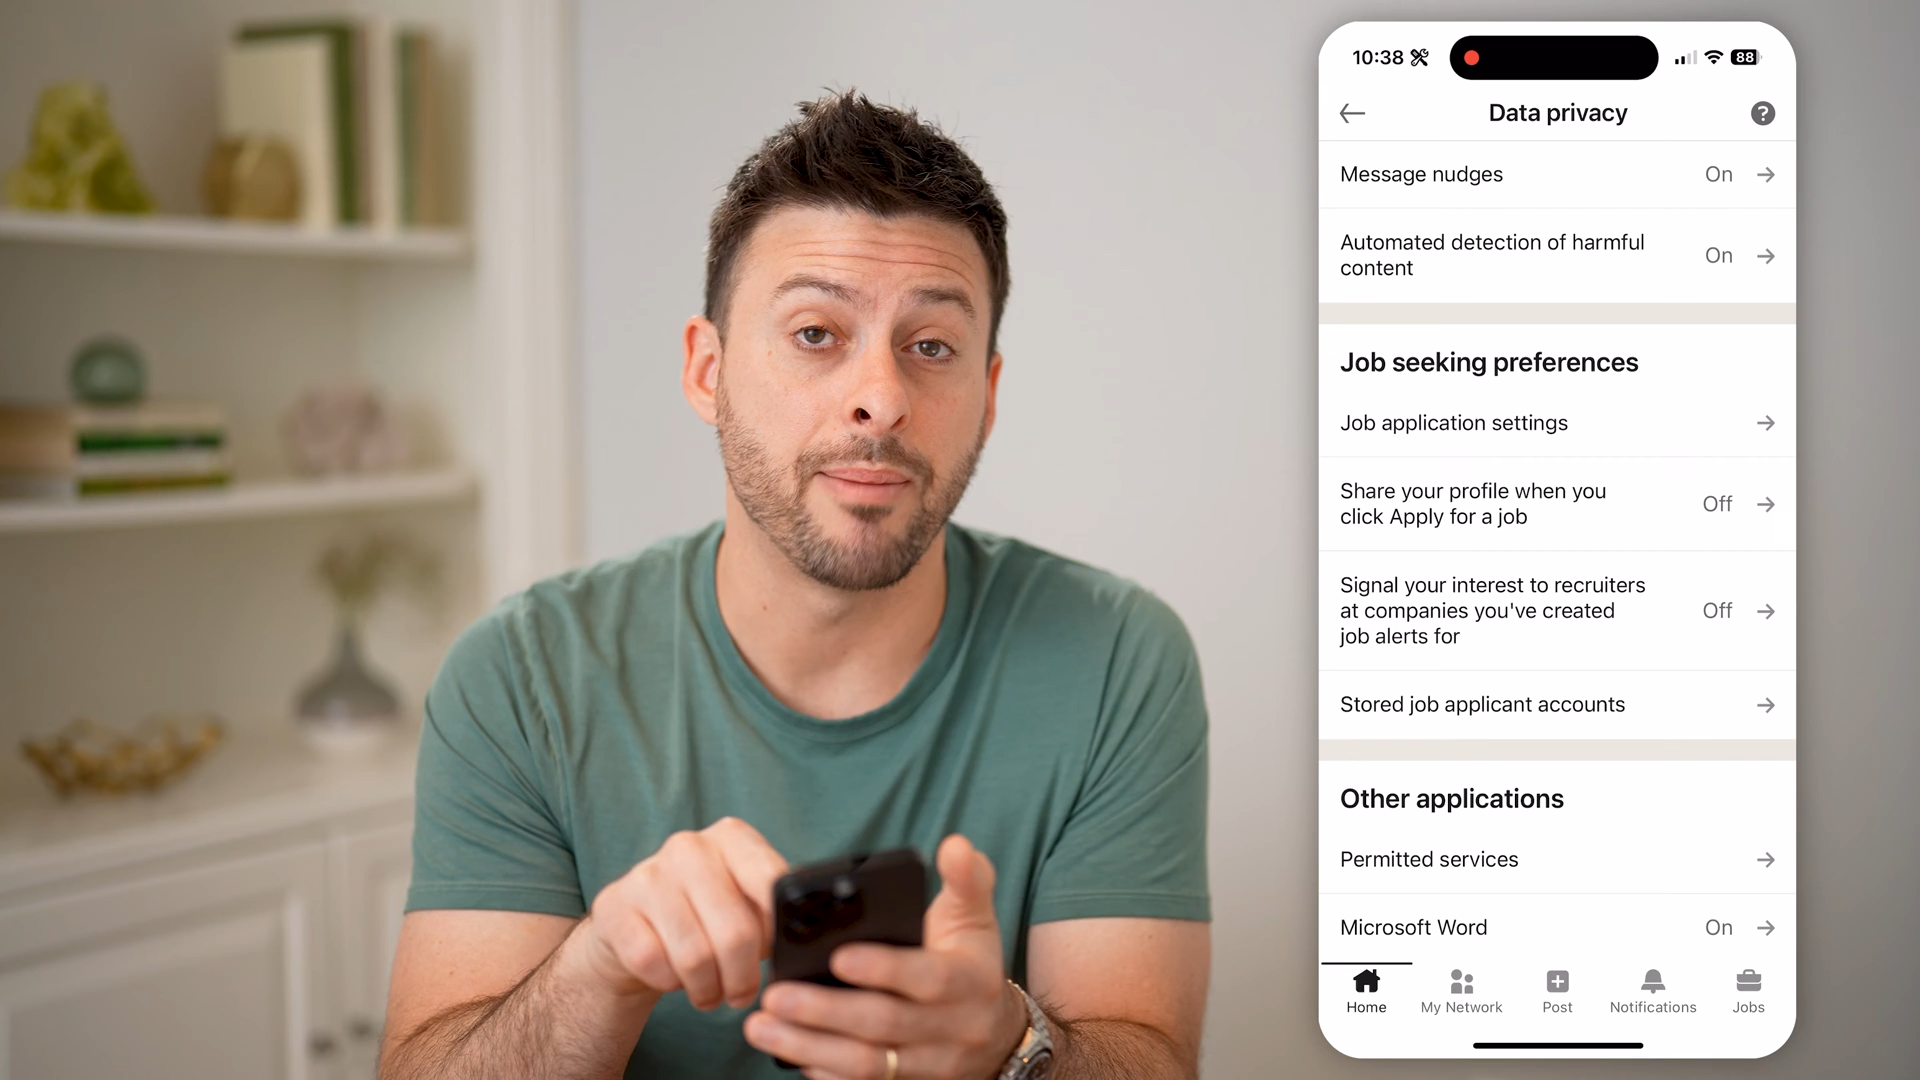 10:38
88
Data privacy
?
Message nudges On
Automated detection of harmful
content
On
Job seeking preferences
Job application settings
Share your profile when you
click Apply for a job
Off
Signal your interest to recruiters
at companies you've created
job alerts for
Off
Stored job applicant accounts
Other applications
Permitted services
Microsoft Word On
Home My Network Post Notifications Jobs